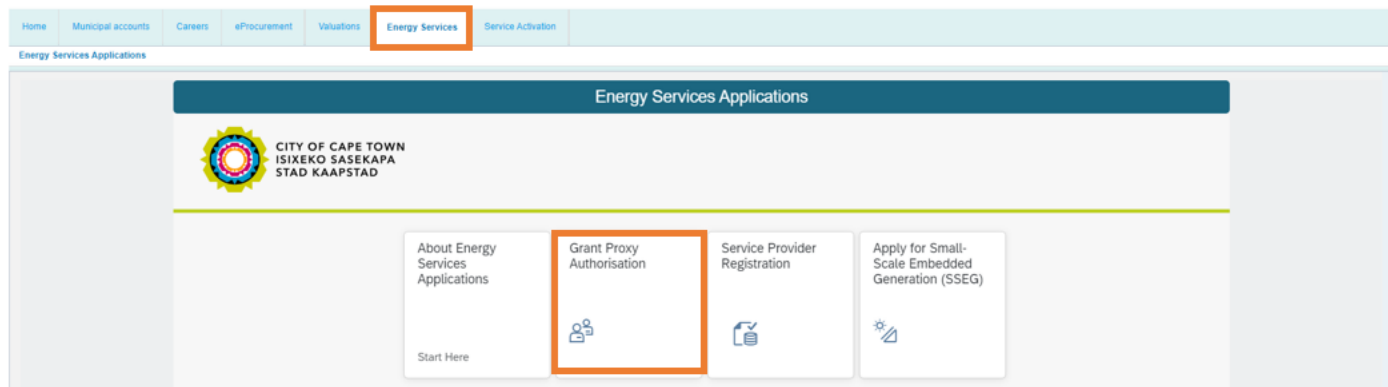 Home Municipal accounts Careers eProcurement Valuations Energy Services Service Activation
Energy Services Applications
Energy Services Applications
CITY OF CAPE TOWN
ISIXEKO SASEKAPA
STAD KAAPSTAD
About Energy
Services
Applications
Start Here
Grant Proxy
Authorisation
Service Provider
Registration
Apply for Small-
Scale Embedded
Generation (SSEG)